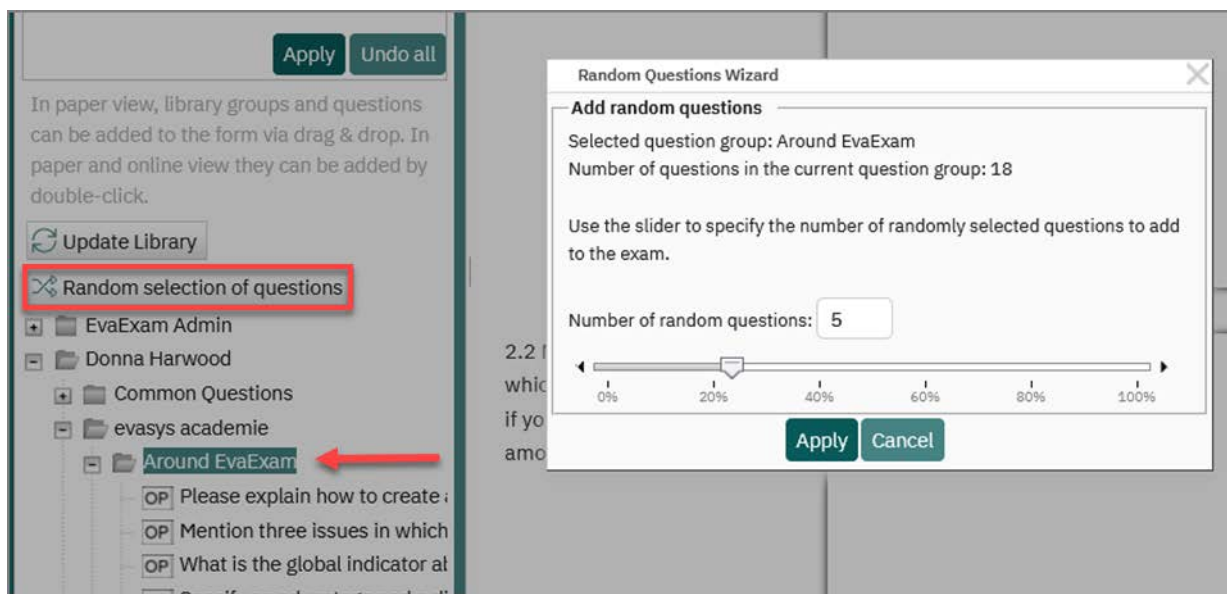 Apply Undo all
In paper view, library groups and questions
can be added to the form via drag & drop. In
paper and online view they can be added by
double-click.
Update Library
Random selection of questions
EvaExam Admin
Donna Harwood
Common Questions
evasys academie
Around EvaExam
OP Please explain how to create
OP Mention three issues in which
OP What is the global indicator
2.2
if yo
Random Questions Wizard
Add random questions
Selected question group: Around EvaExam
Number of questions in the current question group: 18
Use the slider to specify the number of randomly selected questions to add
to the exam.
Number of random questions: 5
0% 20% 40% 60% 80% 100%
Apply Cancel